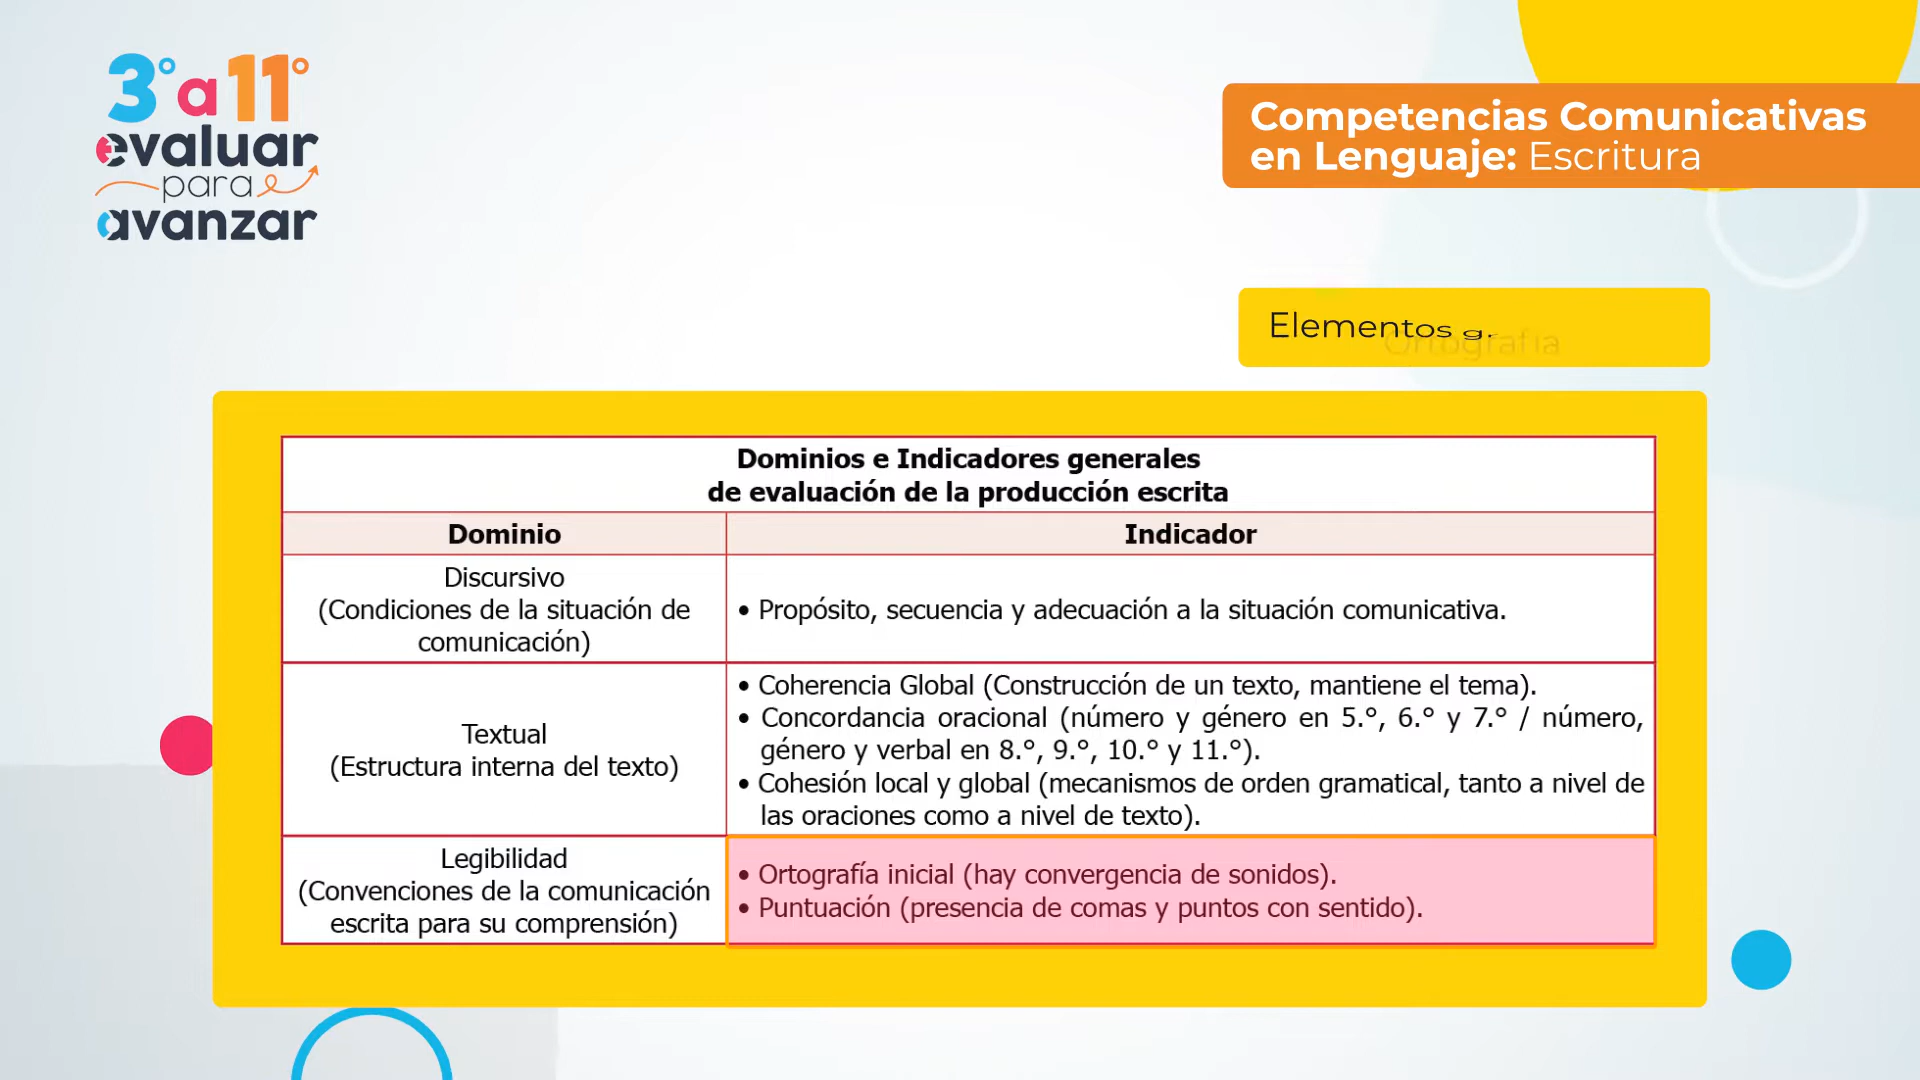 3° a 11°
evaluar
para
avanzar
Competencias Comunicativas
en Lenguaje: Escritura
Elementos g.
Ortografía
Dominios e Indicadores generales
de evaluación de la producción escrita
Dominio
Indicador
Discursivo
(Condiciones de la situación de
comunicación)
• Propósito, secuencia y adecuación a la situación comunicativa.
Textual
(Estructura interna del texto)
• Coherencia Global (Construcción de un texto, mantiene el tema).
• Concordancia oracional (número y género en 5.°, 6.° y 7.° / número,
género y verbal en 8.°, 9.°, 10.° y 11.°).
• Cohesión local y global (mecanismos de orden gramatical, tanto a nivel de
las oraciones como a nivel de texto).
Legibilidad
(Convenciones de la comunicación
escrita para su comprensión)
• Ortografía inicial (hay convergencia de sonidos).
• Puntuación (presencia de comas y puntos con sentido).